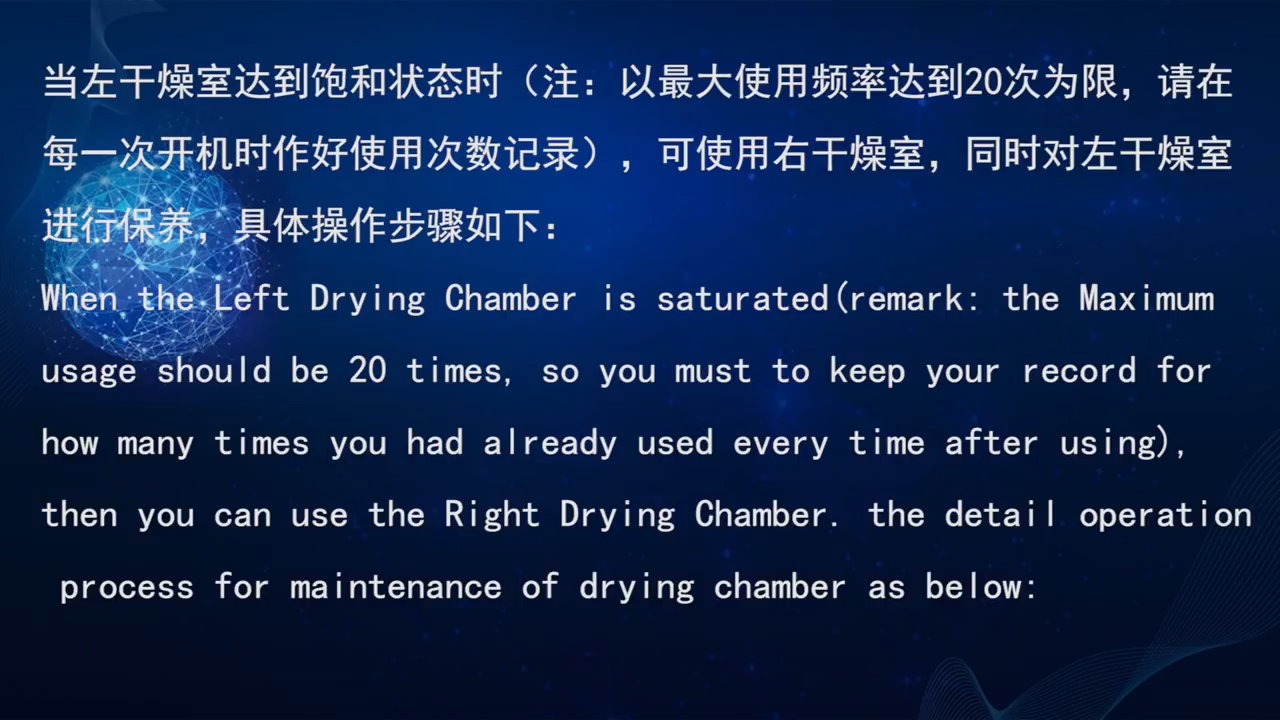 当左干燥室达到饱和状态时（注：以最大使用频率达到20次为限，请在
每一次开机时作好使用次数记录），可使用右干燥室，同时对左干燥室
进行保养，具体操作步骤如下：
When the Left Drying Chamber is saturated(remark: the Maximum
usage should be 20 times, so you must to keep your record for
how many times you had already used every time after using),
then you can use the Right Drying Chamber. the detail operation
process for maintenance of drying chamber as below: